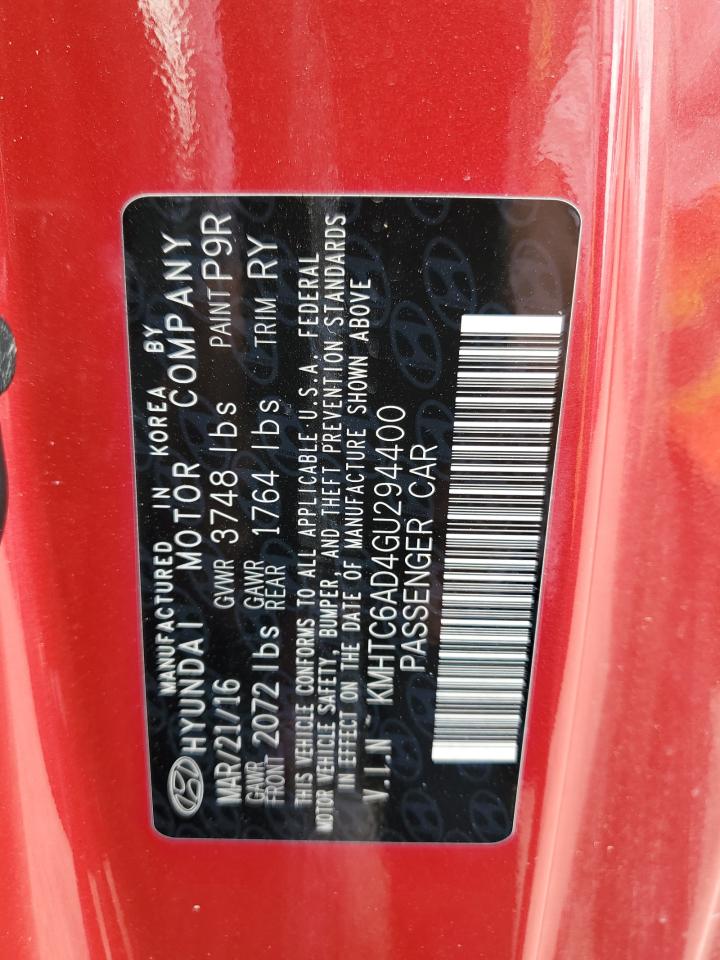 MANUFACTURED IN KOREA BY
HYUNDAI MOTOR COMPANY
MAR/21/16 GVWR 3748 lbs PAINT P9R
GAWR FRONT 2072 lbs GAWR REAR 1764 lbs TRIM RY
THIS VEHICLE CONFORMS TO ALL APPLICABLE U.S.A. FEDERAL
MOTOR VEHICLE SAFETY, BUMPER, AND THEFT PREVENTION STANDARDS
IN EFFECT ON THE DATE OF MANUFACTURE SHOWN ABOVE
V.I.N - KMHTC6AD4GU294400
PASSENGER CAR